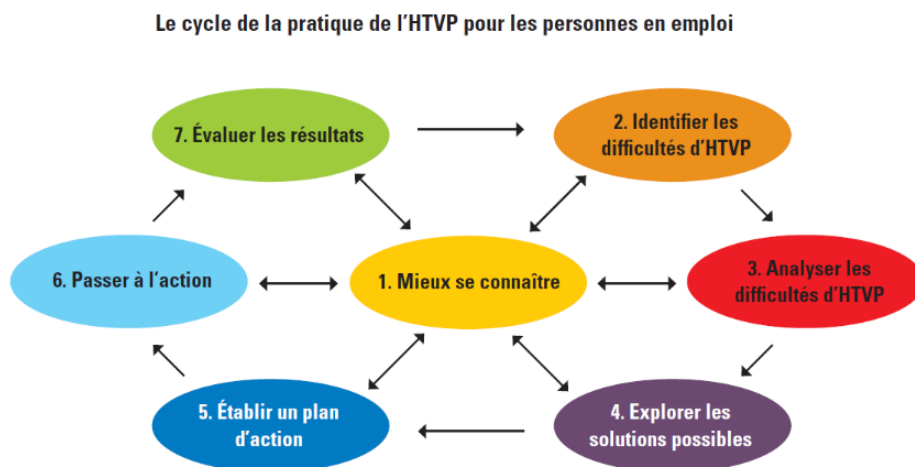 Le cycle de la pratique de l’HTVP pour les personnes en emploi
1. Mieux se connaître
2. Identifier les
difficultés d’HTVP
3. Analyser les
difficultés d’HTVP
4. Explorer les
solutions possibles
5. Établir un plan
d’action
6. Passer à l’action
7. Évaluer les résultats